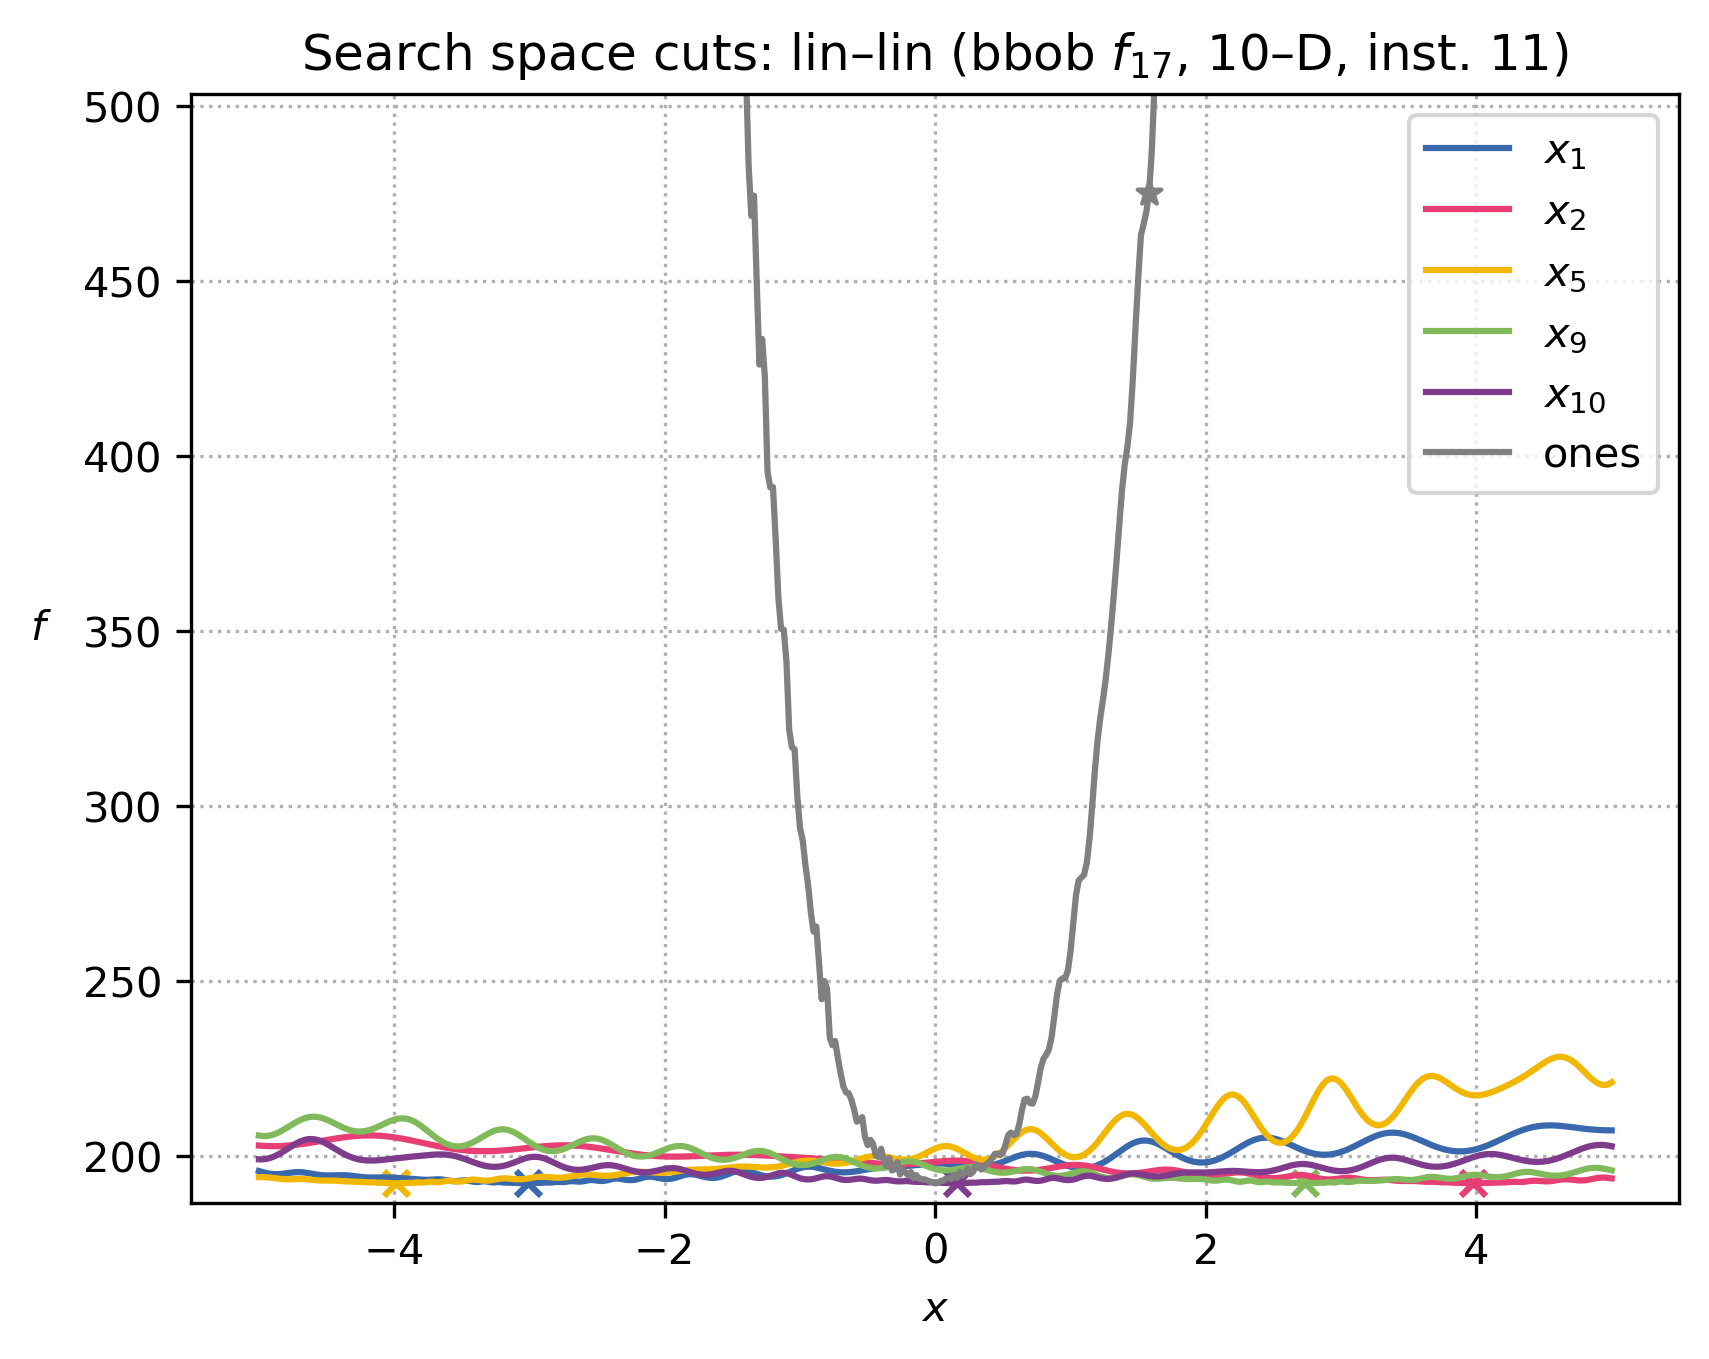 Search space cuts: lin–lin (bbob f₁₇, 10–D, inst. 11)
500
450
400
350
300
250
200
f
−4
−2
0
2
4
x
x₁
x₂
x₅
x₉
x₁₀
ones